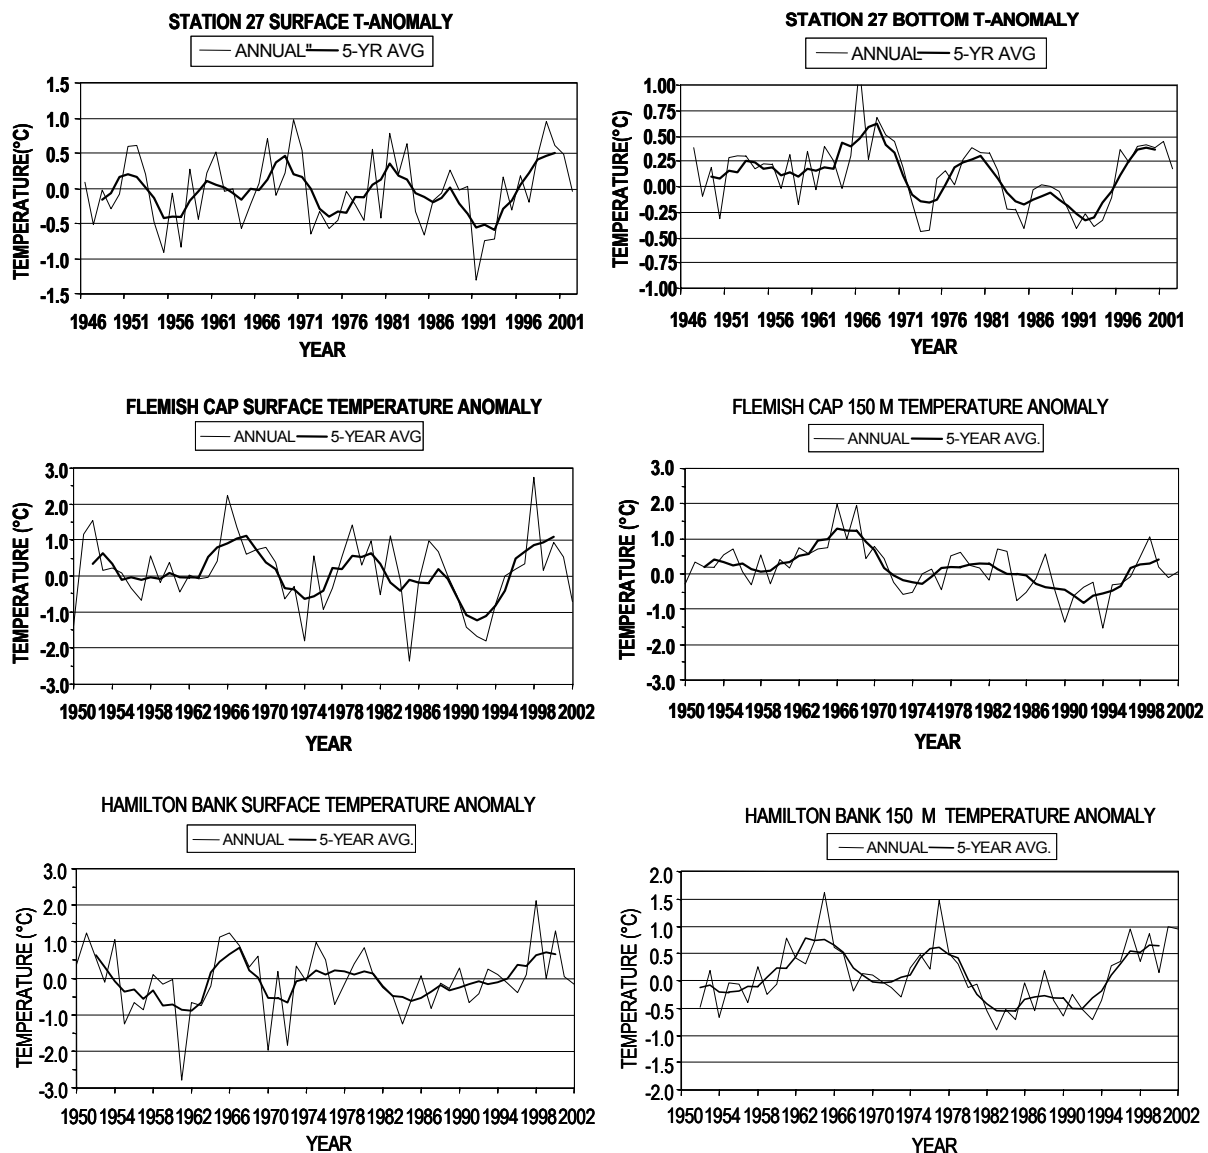 STATION 27 SURFACE T-ANOMALY
ANNUAL" 5-YR AVG
TEMPERATURE(°C)
1.5
1.0
0.5
0.0
-0.5
-1.0
-1.5
1946 1951 1956 1961 1966 1971 1976 1981 1986 1991 1996 2001
YEAR
STATION 27 BOTTOM T-ANOMALY
ANNUAL 5-YR AVG
TEMPERATURE(°C)
1.00
0.75
0.50
0.25
0.00
-0.25
-0.50
-0.75
-1.00
1946 1951 1956 1961 1966 1971 1976 1981 1986 1991 1996 2001
YEAR
FLEMISH CAP SURFACE TEMPERATURE ANOMALY
ANNUAL 5-YEAR AVG
TEMPERATURE (°C)
3.0
2.0
1.0
0.0
-1.0
-2.0
-3.0
1950 1954 1958 1962 1966 1970 1974 1978 1982 1986 1990 1994 1998 2002
YEAR
FLEMISH CAP 150 M TEMPERATURE ANOMALY
ANNUAL 5-YEAR AVG.
TEMPERATURE (°C)
3.0
2.0
1.0
0.0
-1.0
-2.0
-3.0
1950 1954 1958 1962 1966 1970 1974 1978 1982 1986 1990 1994 1998 2002
YEAR
HAMILTON BANK SURFACE TEMPERATURE ANOMALY
ANNUAL 5-YEAR AVG.
TEMPERATURE (°C)
3.0
2.0
1.0
0.0
-1.0
-2.0
-3.0
1950 1954 1958 1962 1966 1970 1974 1978 1982 1986 1990 1994 1998 2002
YEAR
HAMILTON BANK 150 M TEMPERATURE ANOMALY
ANNUAL 5-YEAR AVG.
TEMPERATURE (°C)
2.0
1.5
1.0
0.5
0.0
-0.5
-1.0
-1.5
-2.0
1950 1954 1958 1962 1966 1970 1974 1978 1982 1986 1990 1994 1998 2002
YEAR